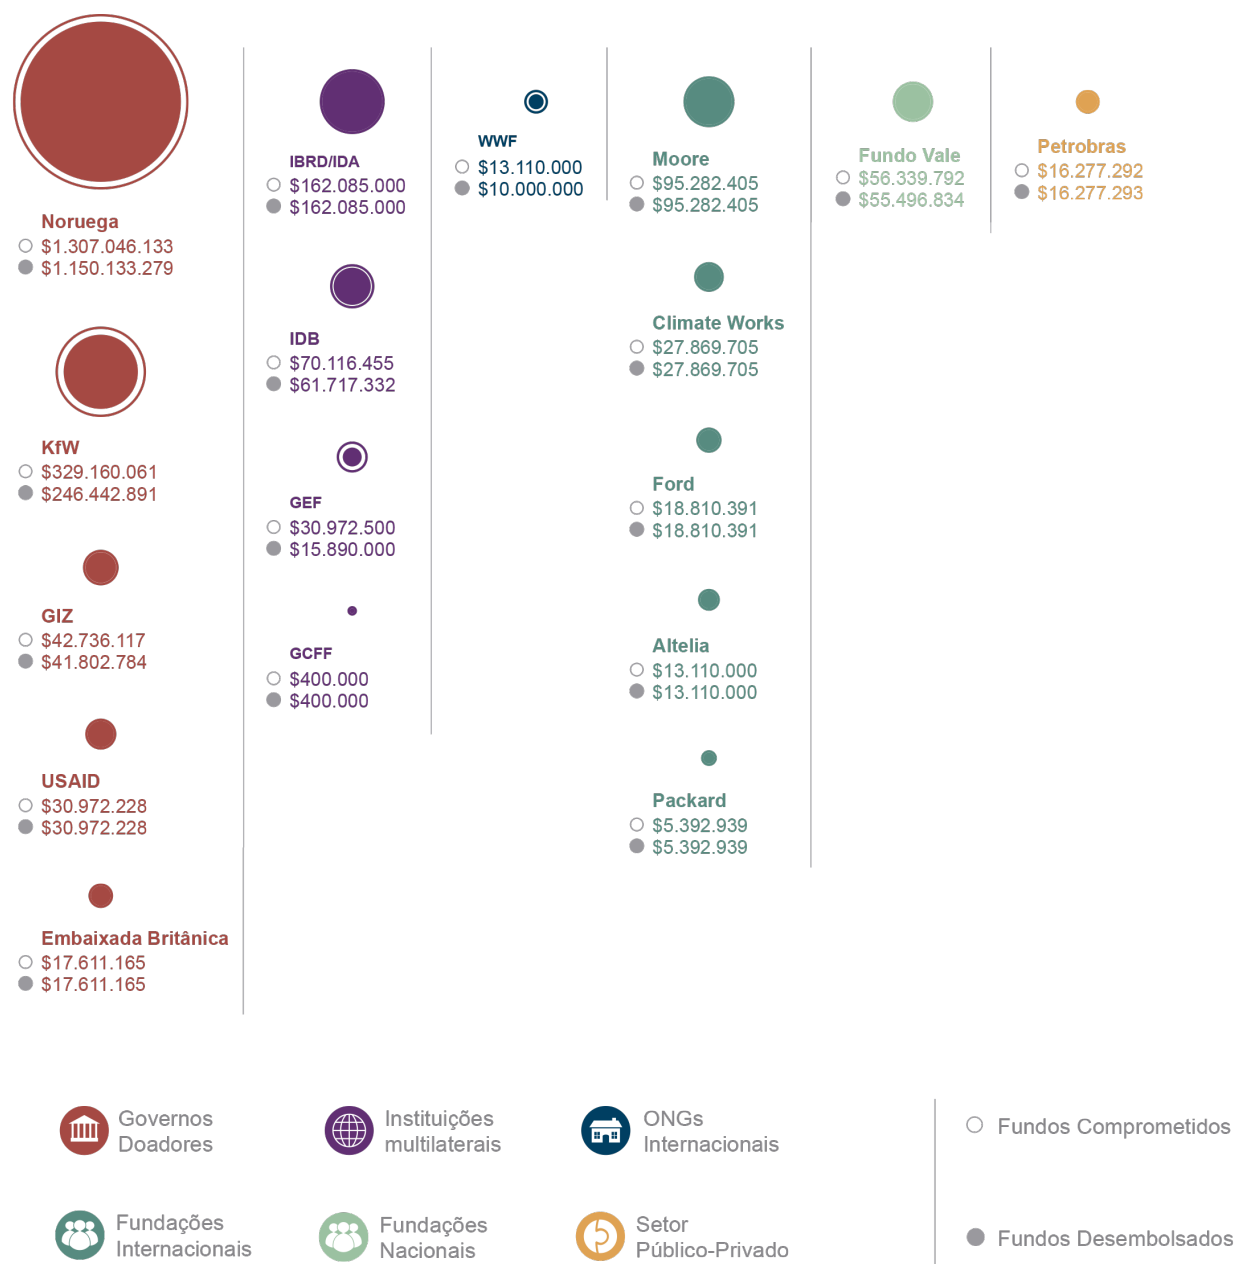 Noruega
$1.307.046.133
$1.150.133.279
KfW
$329.160.061
$246.442.891
GIZ
$42.736.117
$41.802.784
USAID
$30.972.228
$30.972.228
Embaixada Britânica
$17.611.165
$17.611.165
IBRD/IDA
$162.085.000
$162.085.000
IDB
$70.116.455
$61.717.332
GEF
$30.972.500
$15.890.000
GCFF
$400.000
$400.000
WWF
$13.110.000
$10.000.000
Moore
$95.282.405
$95.282.405
Climate Works
$27.869.705
$27.869.705
Ford
$18.810.391
$18.810.391
Altelia
$13.110.000
$13.110.000
Packard
$5.392.939
$5.392.939
Fundo Vale
$56.339.792
$55.496.834
Petrobras
$16.277.292
$16.277.293
Governos
Doadores
Instituições
multilaterais
ONGs
Internacionais
Fundações
Internacionais
Fundações
Nacionais
Setor
Público-Privado
Fundos Comprometidos
Fundos Desembolsados